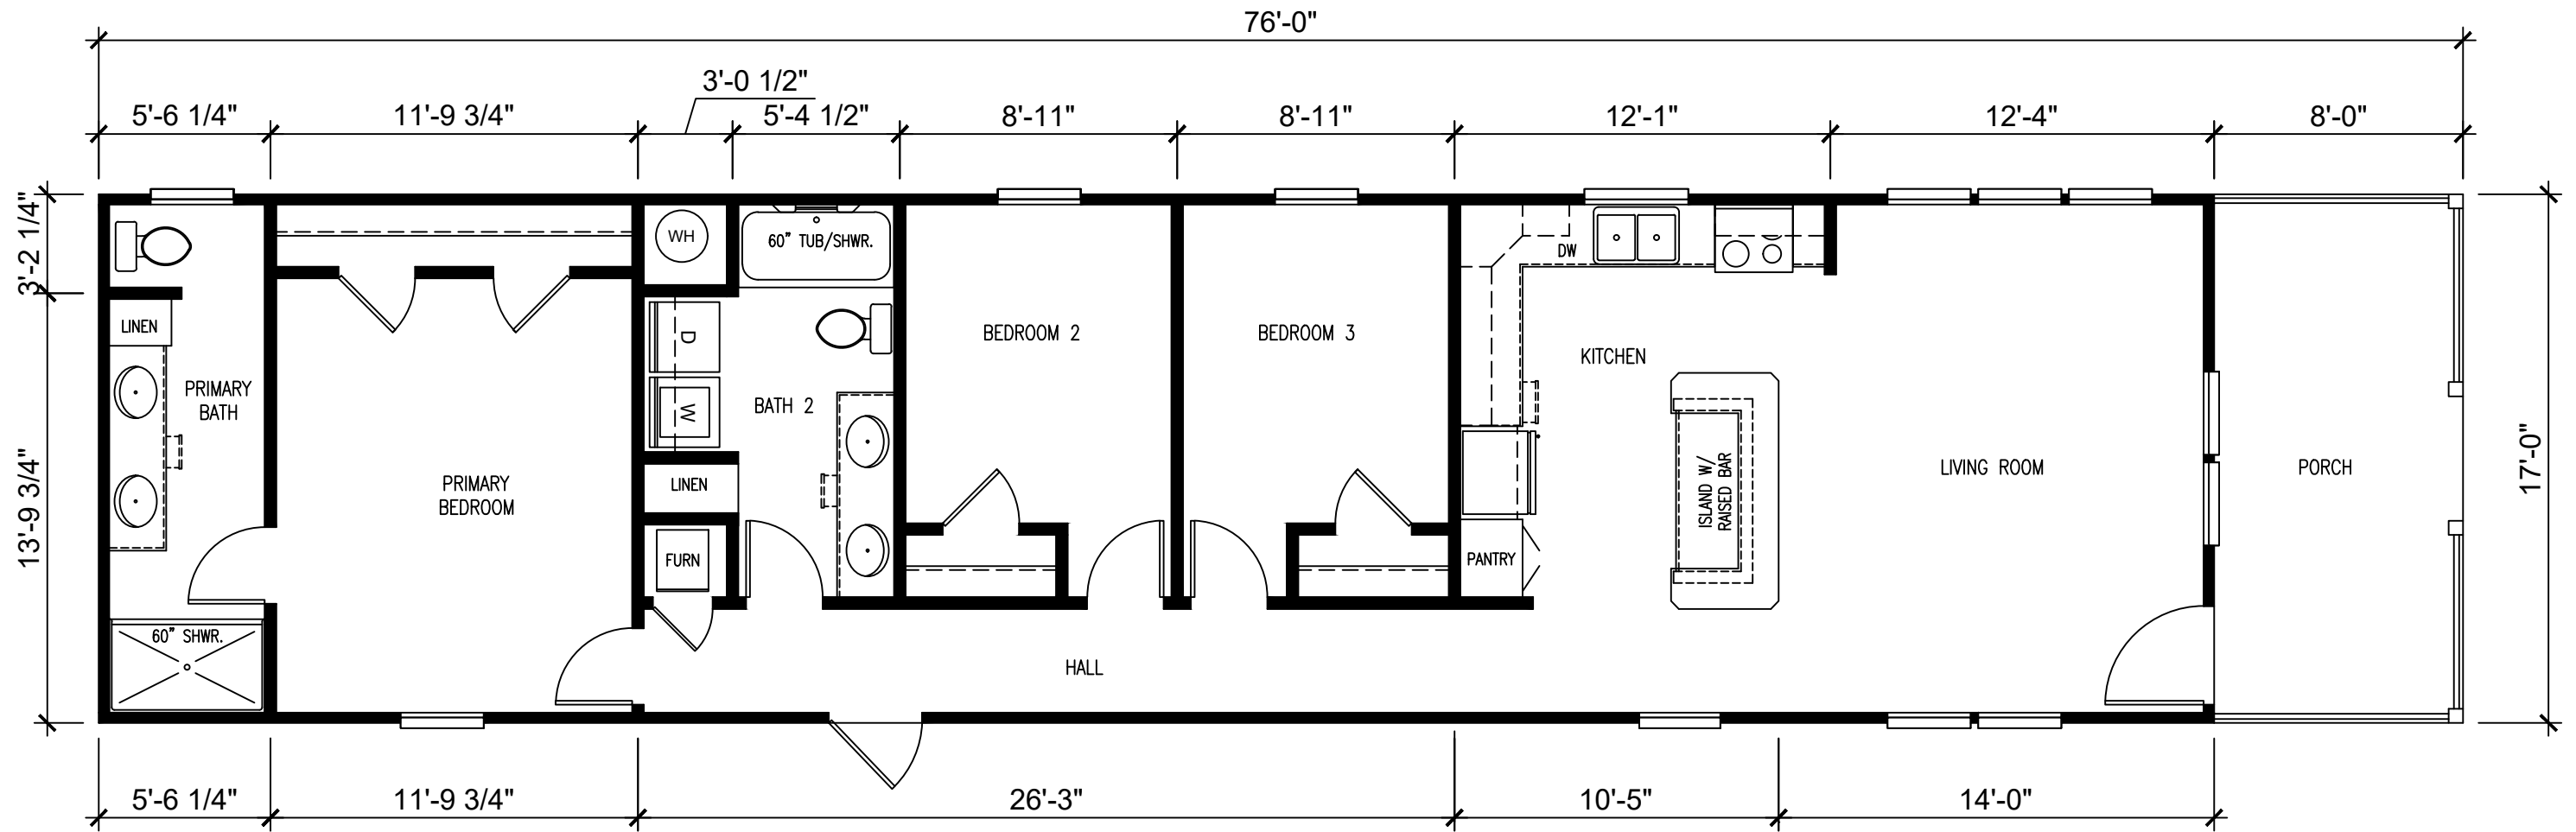 76'-0"
3'-0 1/2"
5'-6 1/4"
11'-9 3/4"
5'-4 1/2"
8'-11"
8'-11"
12'-1"
12'-4"
8'-0"
3'-2 1/4"
13'-9 3/4"
17'-0"
WH
60" TUB/SHWR.
DW
LINEN
D
W
PRIMARY
BATH
BATH 2
BEDROOM 2
BEDROOM 3
KITCHEN
PRIMARY
BEDROOM
LINEN
ISLAND W/
RAISED BAR
LIVING ROOM
PORCH
FURN
PANTRY
60" SHWR.
HALL
5'-6 1/4"
11'-9 3/4"
26'-3"
10'-5"
14'-0"